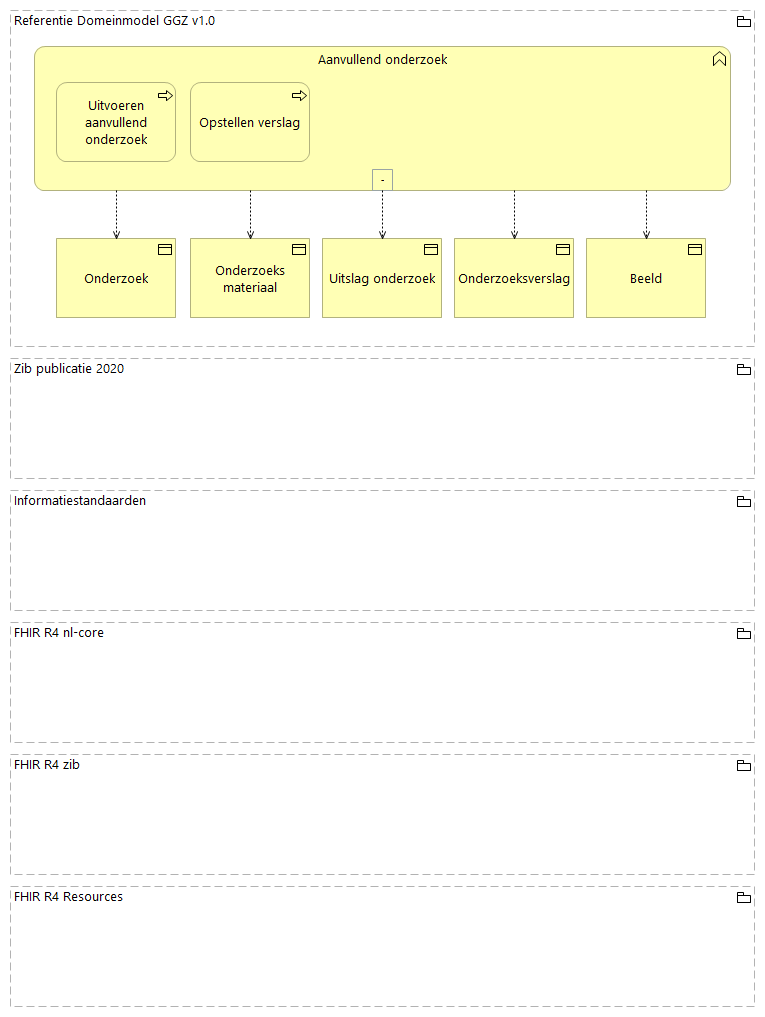 Referentie Domeinmodel GGZ v1.0
Aanvullend onderzoek
Uitvoeren
aanvullend
onderzoek
Opstellen verslag
-
Onderzoek
Onderzoeks
materiaal
Uitslag onderzoek
Onderzoeksverslag
Beeld
Zib publicatie 2020
Informatiestandaarden
FHIR R4 nl-core
FHIR R4 zib
FHIR R4 Resources